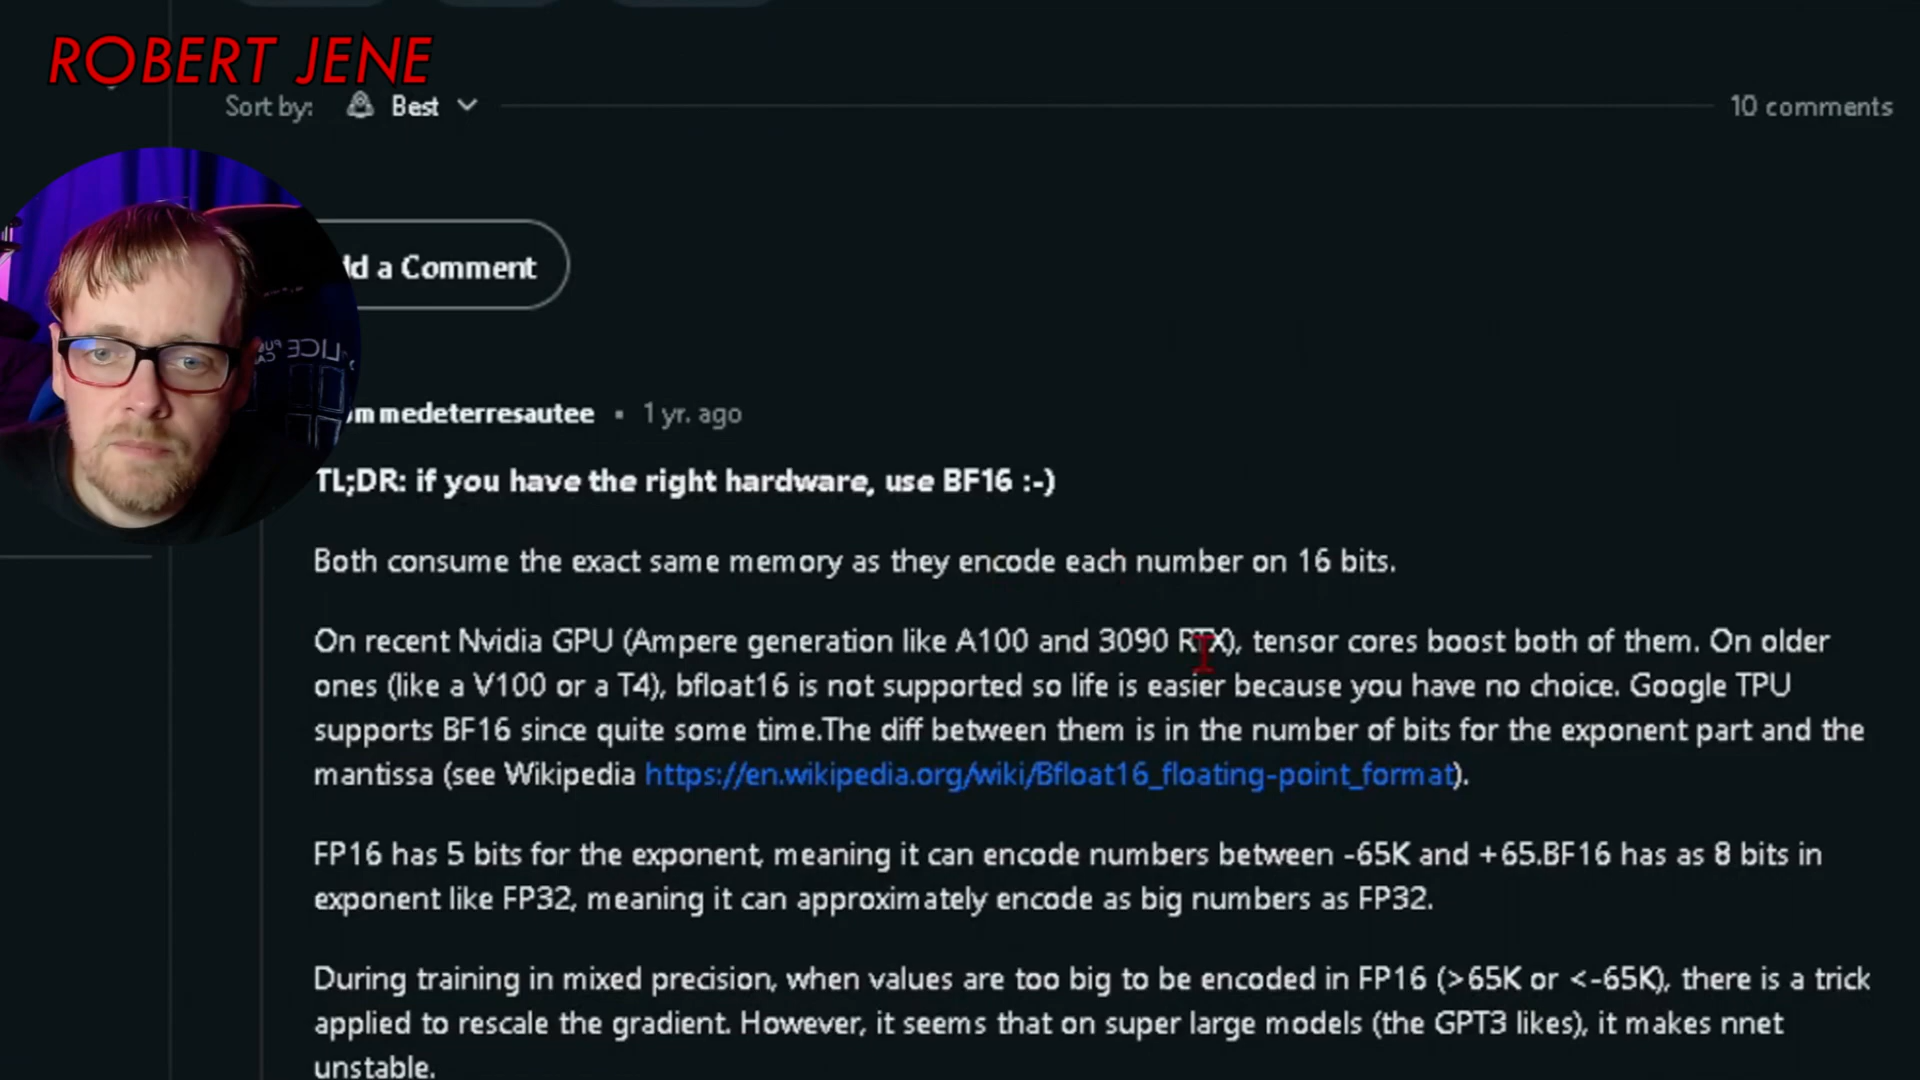 ROBERT JENE
Sort by: Best
10 comments
dd a Comment
mmedeterresautee • 1 yr. ago
TL;DR: if you have the right hardware, use BF16 :-)
Both consume the exact same memory as they encode each number on 16 bits.
On recent Nvidia GPU (Ampere generation like A100 and 3090 RTX), tensor cores boost both of them. On older
ones (like a V100 or a T4), bfloat16 is not supported so life is easier because you have no choice. Google TPU
supports BF16 since quite some time.The diff between them is in the number of bits for the exponent part and the
mantissa (see Wikipedia https://en.wikipedia.org/wiki/Bfloat16_floating-point_format).
FP16 has 5 bits for the exponent, meaning it can encode numbers between -65K and +65.BF16 has as 8 bits in
exponent like FP32, meaning it can approximately encode as big numbers as FP32.
During training in mixed precision, when values are too big to be encoded in FP16 (>65K or <-65K), there is a trick
applied to rescale the gradient. However, it seems that on super large models (the GPT3 likes), it makes nnet
unstable.